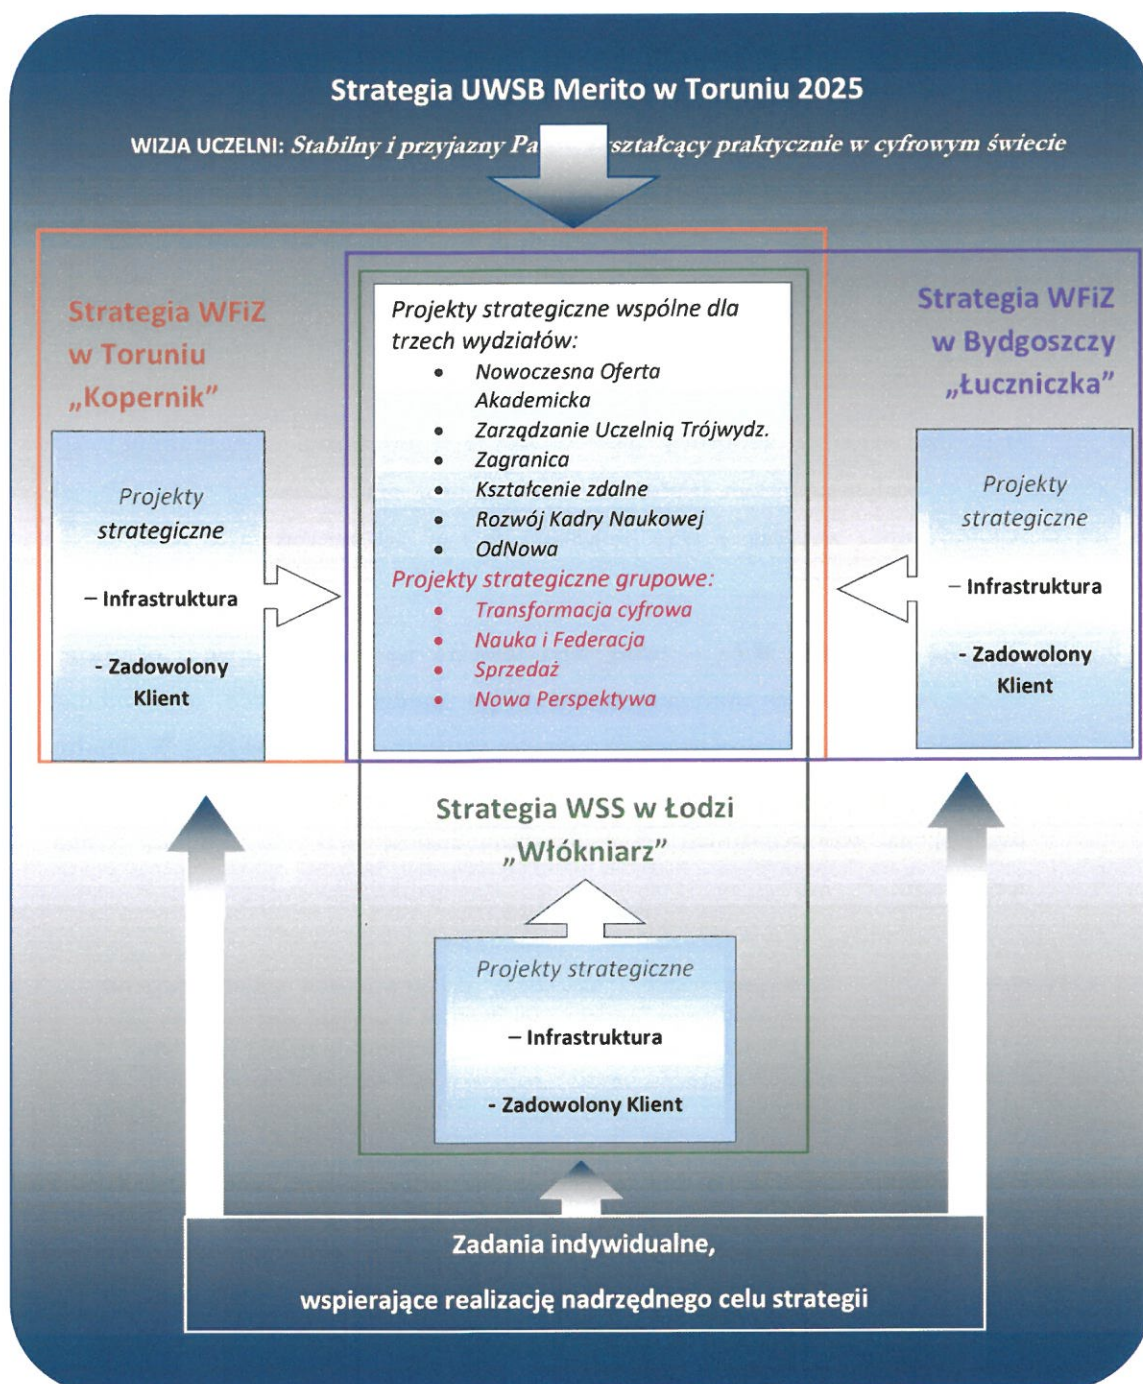 Strategia UWSB Merito w Toruniu 2025
WIZJA UCZELNI: Stabilny i przyjazny Pa kształcący praktycznie w cyfrowym świecie
Strategia WFiZ
w Toruniu
„Kopernik”
Projekty
strategiczne
– Infrastruktura
- Zadowolony
Klient
Projekty strategiczne wspólne dla
trzech wydziałów:
• Nowoczesna Oferta
Akademicka
• Zarządzanie Uczelnią Trójwydz.
• Zagranica
• Kształcenie zdalne
• Rozwój Kadry Naukowej
• OdNowa
Projekty strategiczne grupowe:
• Transformacja cyfrowa
• Nauka i Federacja
• Sprzedaż
• Nowa Perspektywa
Strategia WFiZ
w Bydgoszczy
„Łuczniczka”
Projekty
strategiczne
– Infrastruktura
- Zadowolony
Klient
Strategia WSS w Łodzi
„Włókniarz”
Projekty strategiczne
– Infrastruktura
- Zadowolony Klient
Zadania indywidualne,
wspierające realizację nadrzędnego celu strategii